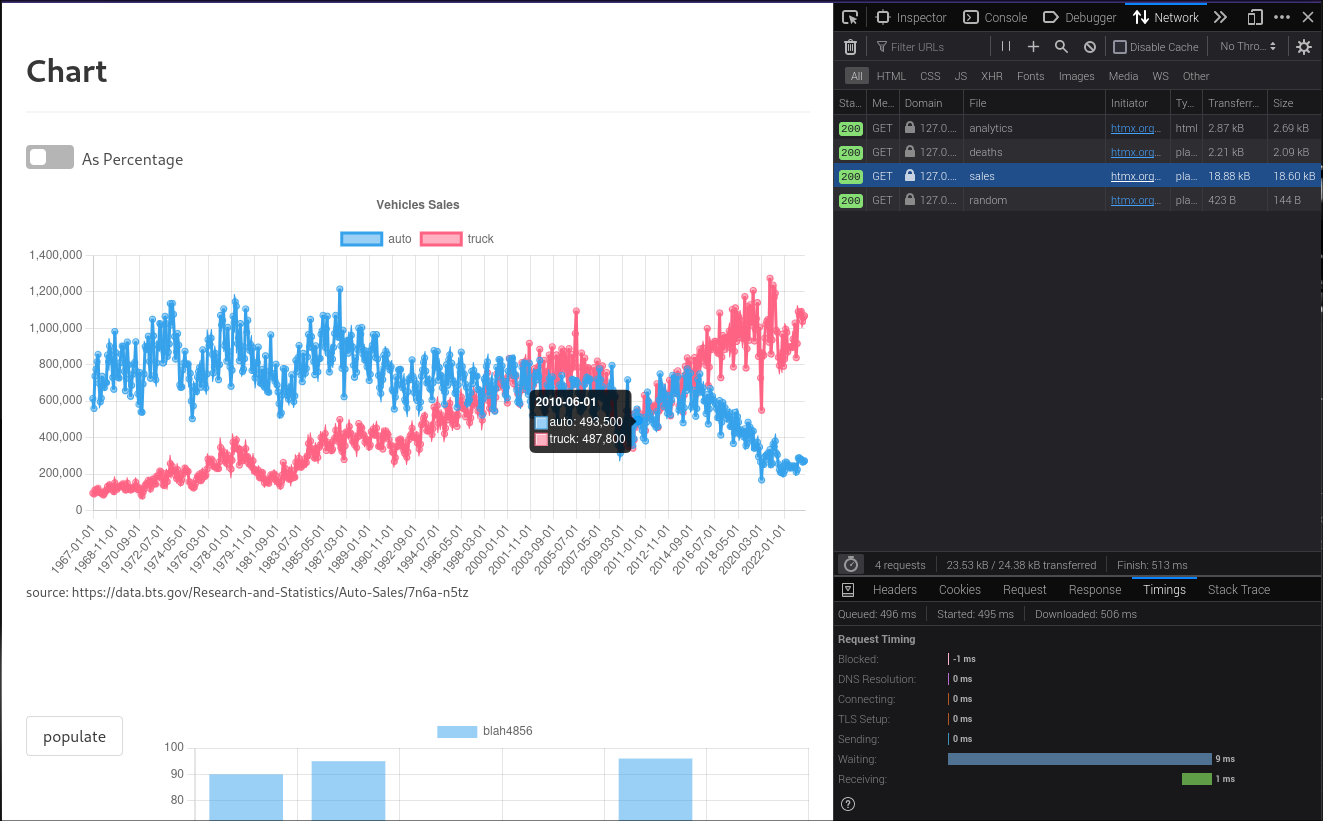 Chart
As Percentage
Vehicles Sales
auto truck
1,400,000
1,200,000
1,000,000
800,000
600,000
400,000
200,000
0
2010-06-01
auto: 493,500
truck: 487,800
1967-01-01 1968-11-01 1970-09-01 1972-07-01 1974-05-01 1976-03-01 1978-01-01 1979-11-01 1981-09-01 1983-07-01 1985-05-01 1987-03-01 1989-01-01 1990-11-01 1992-09-01 1994-07-01 1996-05-01 1998-03-01 2000-01-01 2001-11-01 2003-09-01 2005-07-01 2007-05-01 2009-03-01 2011-01-01 2012-11-01 2014-09-01 2016-07-01 2018-05-01 2020-03-01 2022-01-01
source: https://data.bts.gov/Research-and-Statistics/Auto-Sales/7n6a-n5tz
populate
blah4856
100
90
80
Inspector Console Debugger Network
Filter URLs Disable Cache No Thro...
All HTML CSS JS XHR Fonts Images Media WS Other
Sta... Me... Domain File Initiator Ty... Transferr... Size
200 GET 127.0.... analytics htmx.org... html 2.87 kB 2.69 kB
200 GET 127.0.... deaths htmx.org... pla... 2.21 kB 2.09 kB
200 GET 127.0.... sales htmx.org... pla... 18.88 kB 18.60 kB
200 GET 127.0.... random htmx.org... pla... 423 B 144 B
4 requests 23.53 kB / 24.38 kB transferred Finish: 513 ms
Headers Cookies Request Response Timings Stack Trace
Queued: 496 ms Started: 495 ms Downloaded: 506 ms
Request Timing
Blocked: -1 ms
DNS Resolution: 0 ms
Connecting: 0 ms
TLS Setup: 0 ms
Sending: 0 ms
Waiting: 9 ms
Receiving: 1 ms